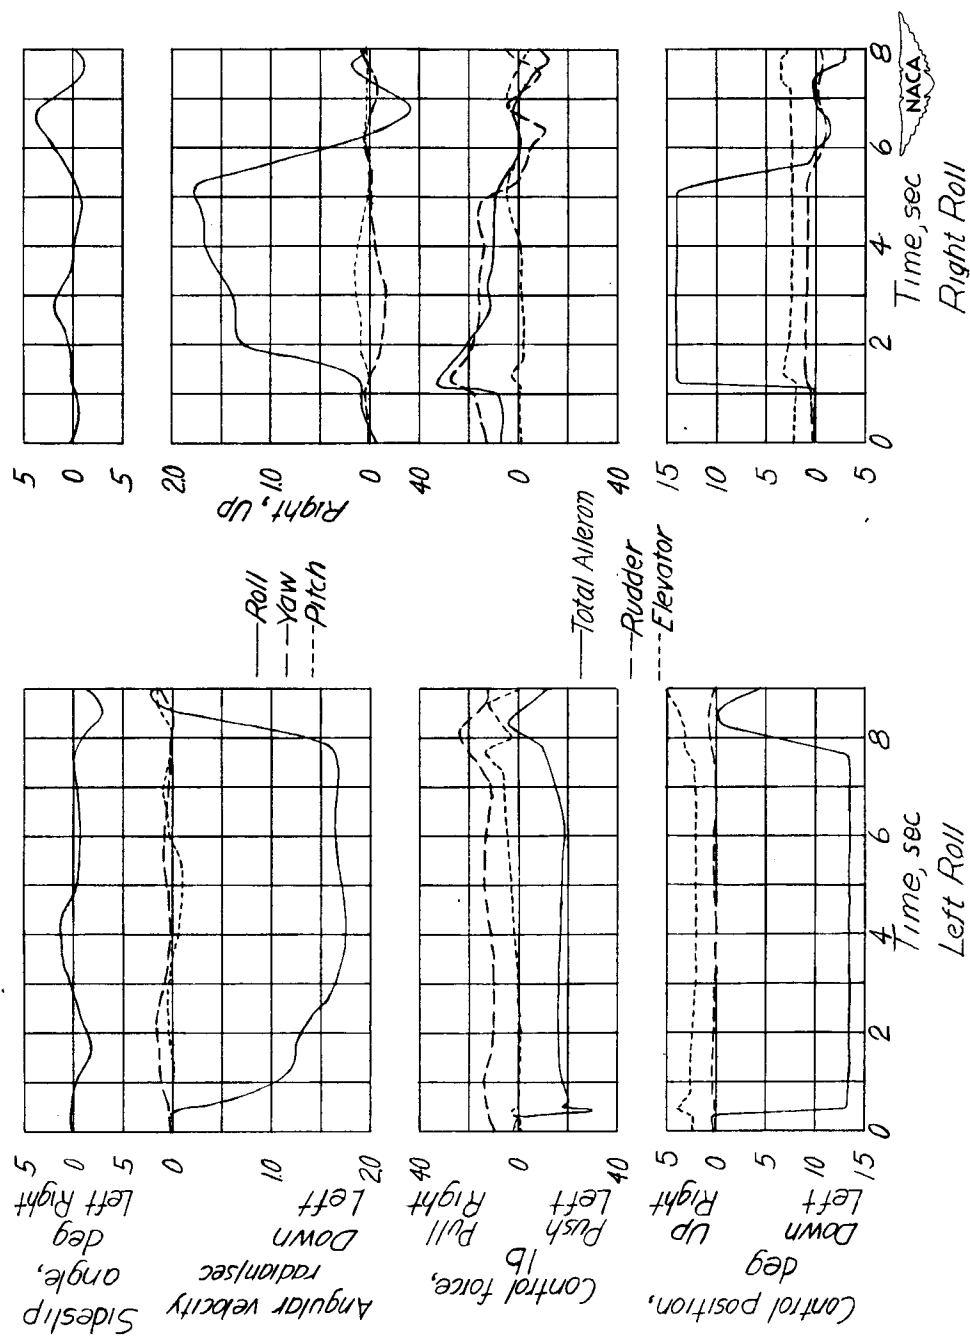 Sideslip
angle,
deg
Left Right
5
0
5
Angular velocity
radian/sec
Down
Left
0
1.0
2.0
Control force,
lb
Push Pull
Left Right
40
0
40
Control position,
deg
Down Up
Left Right
5
0
10
15
0 2 4 6 8
Time, sec
Left Roll
Roll
Yaw
Pitch
Total Aileron
Rudder
Elevator
5
0
5
Right, Up
2.0
1.0
0
40
0
40
15
10
5
0
5
0 2 4 6 8
Time, sec
Right Roll
NACA